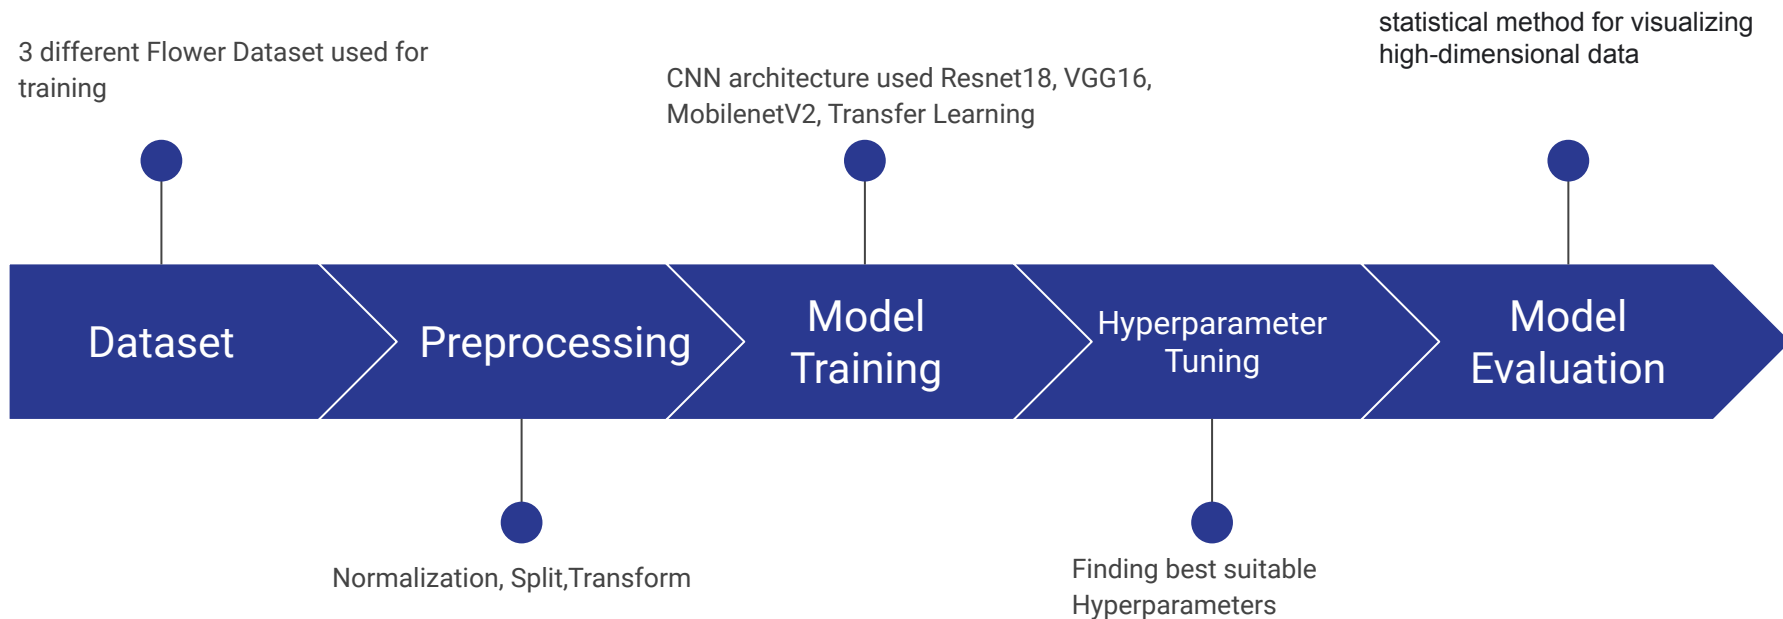 3 different Flower Dataset used for
training
CNN architecture used Resnet18, VGG16,
MobilenetV2, Transfer Learning
statistical method for visualizing
high-dimensional data
Dataset
Preprocessing
Model
Training
Hyperparameter
Tuning
Model
Evaluation
Normalization, Split,Transform
Finding best suitable
Hyperparameters